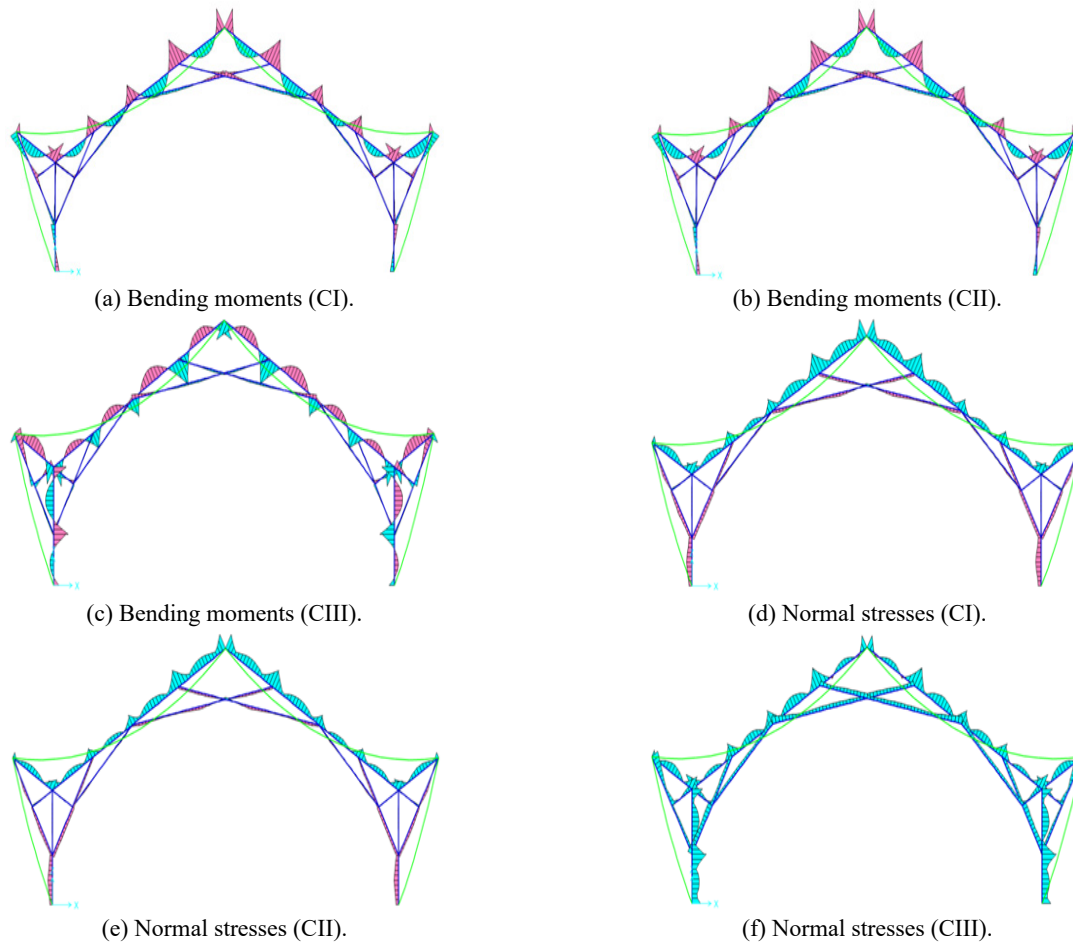 (a) Bending moments (CI).
(b) Bending moments (CII).
(c) Bending moments (CIII).
(d) Normal stresses (CI).
(e) Normal stresses (CII).
(f) Normal stresses (CIII).
X
X
X
X
X
X